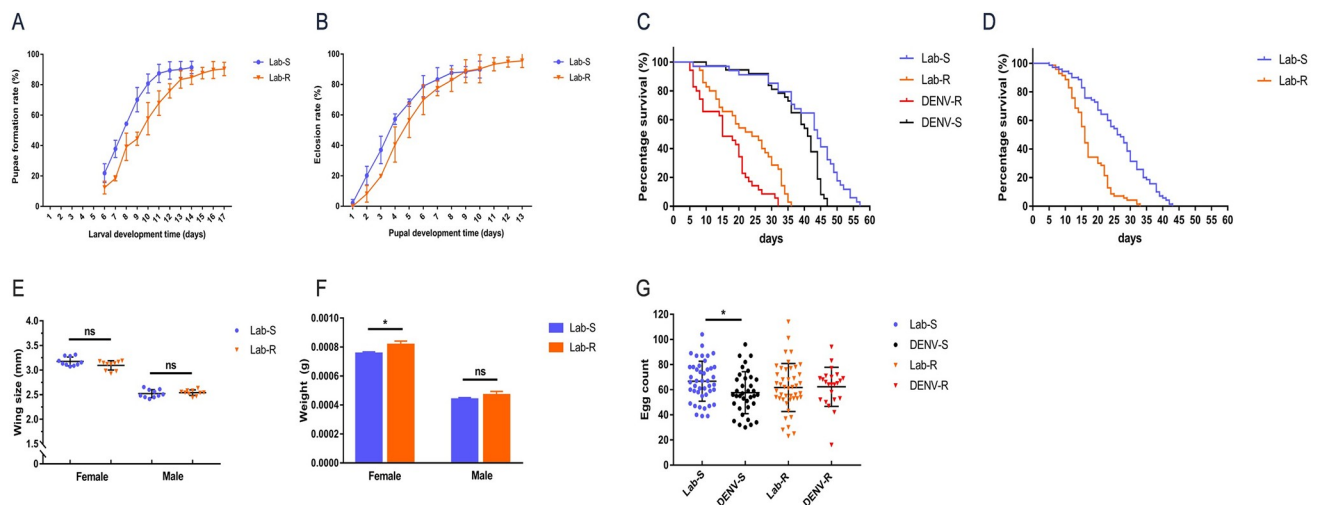 A
Pupae formation rate (%)
100
80
60
40
20
0
1 2 3 4 5 6 7 8 9 10 11 12 13 14 15 16 17
Larval development time (days)
Lab-S
Lab-R
B
Eclosion rate (%)
100
80
60
40
20
0
1 2 3 4 5 6 7 8 9 10 11 12 13
Pupal development time (days)
Lab-S
Lab-R
C
Percentage survival (%)
100
80
60
40
20
0
0 5 10 15 20 25 30 35 40 45 50 55 60
days
Lab-S
Lab-R
DENV-R
DENV-S
D
Percentage survival (%)
100
80
60
40
20
0
0 5 10 15 20 25 30 35 40 45 50 55 60
days
Lab-S
Lab-R
E
Wing size (mm)
4.0
3.5
3.0
2.5
2.0
1.5
0
ns
ns
Female Male
Lab-S
Lab-R
F
Weight (g)
0.0010
0.0008
0.0006
0.0004
0.0002
0.0000
*
ns
Female Male
Lab-S
Lab-R
G
Egg count
120
100
80
60
40
20
0
*
Lab-S DENV-S Lab-R DENV-R
Lab-S
DENV-S
Lab-R
DENV-R